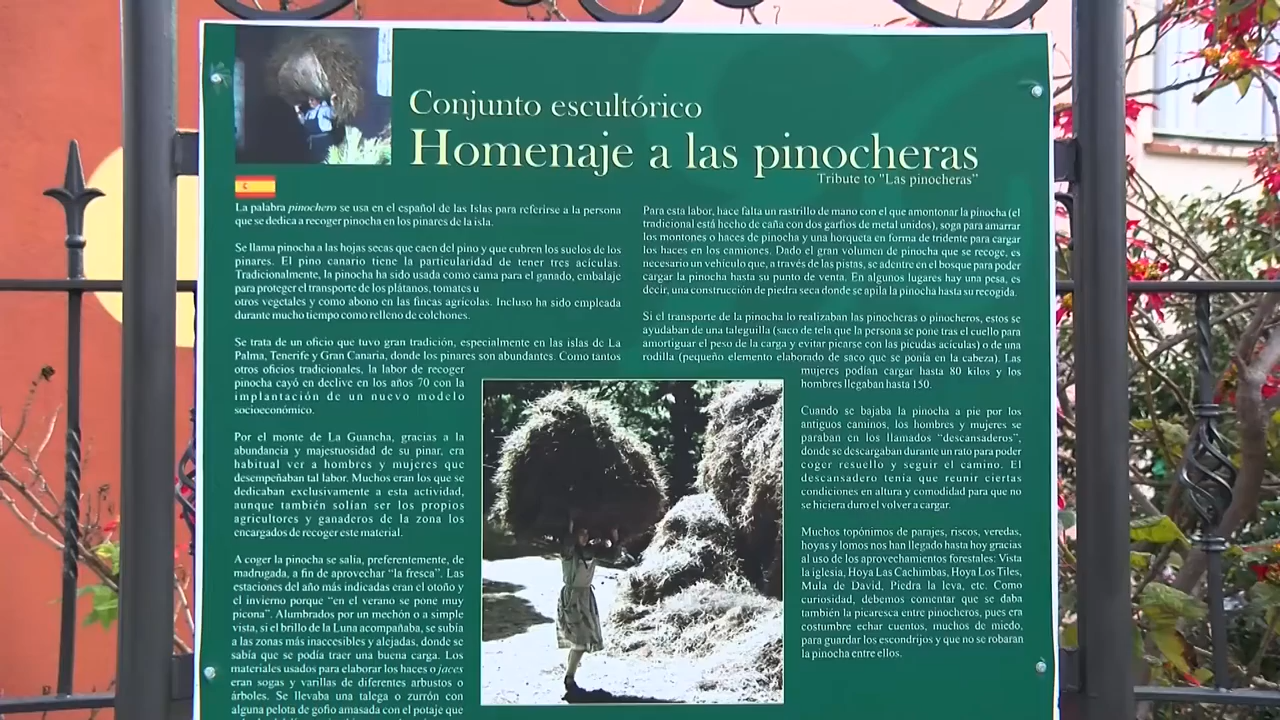 Conjunto escultórico
Homenaje a las pinocheras
Tribute to "Las pinocheras"
La palabra pinochero se usa en el español de las Islas para referirse a la persona
que se dedica a recoger pinocha en los pinares de la isla.
Se llama pinocha a las hojas secas que caen del pino y que cubren los suelos de los
pinares. El pino canario tiene la particularidad de tener tres acículas.
Tradicionalmente, la pinocha ha sido usada como cama para el ganado, embalaje
para proteger el transporte de los plátanos, tomates u
otros vegetales y como abono en las fincas agrícolas. Incluso ha sido empleada
durante mucho tiempo como relleno de colchones.
Se trata de un oficio que tuvo gran tradición, especialmente en las islas de La
Palma, Tenerife y Gran Canaria, donde los pinares son abundantes. Como tantos
otros oficios tradicionales, la labor de recoger
pinocha cayó en declive en los años 70 con la
implantación de un nuevo modelo
socioeconómico.
Por el monte de La Guancha, gracias a la
abundancia y majestuosidad de su pinar, era
habitual ver a hombres y mujeres que
desempeñaban tal labor. Muchos eran los que se
dedicaban exclusivamente a esta actividad,
aunque también solían ser los propios
agricultores y ganaderos de la zona los
encargados de recoger este material.
A coger la pinocha se salía, preferentemente, de
madrugada, a fin de aprovechar "la fresca". Las
estaciones del año más indicadas eran el otoño y
el invierno porque "en el verano se pone muy
picona". Alumbrados por un mechón o a simple
vista, si el brillo de la Luna acompañaba, se subía
a las zonas más inaccesibles y alejadas, donde se
sabía que se podía traer una buena carga. Los
materiales usados para elaborar los haces o jaces
eran sogas y varillas de diferentes arbustos o
árboles. Se llevaba una talega o zurrón con
alguna pelota de gofio amasada con el potaje que
Para esta labor, hace falta un rastrillo de mano con el que amontonar la pinocha (el
tradicional está hecho de caña con dos garfios de metal unidos), soga para amarrar
los montones o haces de pinocha y una horqueta en forma de tridente para cargar
los haces en los camiones. Dado el gran volumen de pinocha que se recoge, es
necesario un vehículo que, a través de las pistas, se adentre en el bosque para poder
cargar la pinocha hasta su punto de venta. En algunos lugares hay una pesa, es
decir, una construcción de piedra seca donde se apila la pinocha hasta su recogida.
Si el transporte de la pinocha lo realizaban las pinocheras o pinocheros, estos se
ayudaban de una taleguilla (saco de tela que la persona se pone tras el cuello para
amortiguar el peso de la carga y evitar picarse con las picudas acículas) o de una
rodilla (pequeño elemento elaborado de saco que se ponía en la cabeza). Las
mujeres podían cargar hasta 80 kilos y los
hombres llegaban hasta 150.
Cuando se bajaba la pinocha a pie por los
antiguos caminos, los hombres y mujeres se
paraban en los llamados "descansaderos",
donde se descargaban durante un rato para poder
coger resuello y seguir el camino. El
descansadero tenía que reunir ciertas
condiciones en altura y comodidad para que no
se hiciera duro el volver a cargar.
Muchos topónimos de parajes, riscos, veredas,
hoyas y lomos nos han llegado hasta hoy gracias
al uso de los aprovechamientos forestales: Vista
la iglesia, Hoya Las Cachimbas, Hoya Los Tiles,
Mula de David, Piedra la leva, etc. Como
curiosidad, debemos comentar que se daba
también la picaresca entre pinocheros, pues era
costumbre echar cuentos, muchos de miedo,
para guardar los escondrijos y que no se robaran
la pinocha entre ellos.